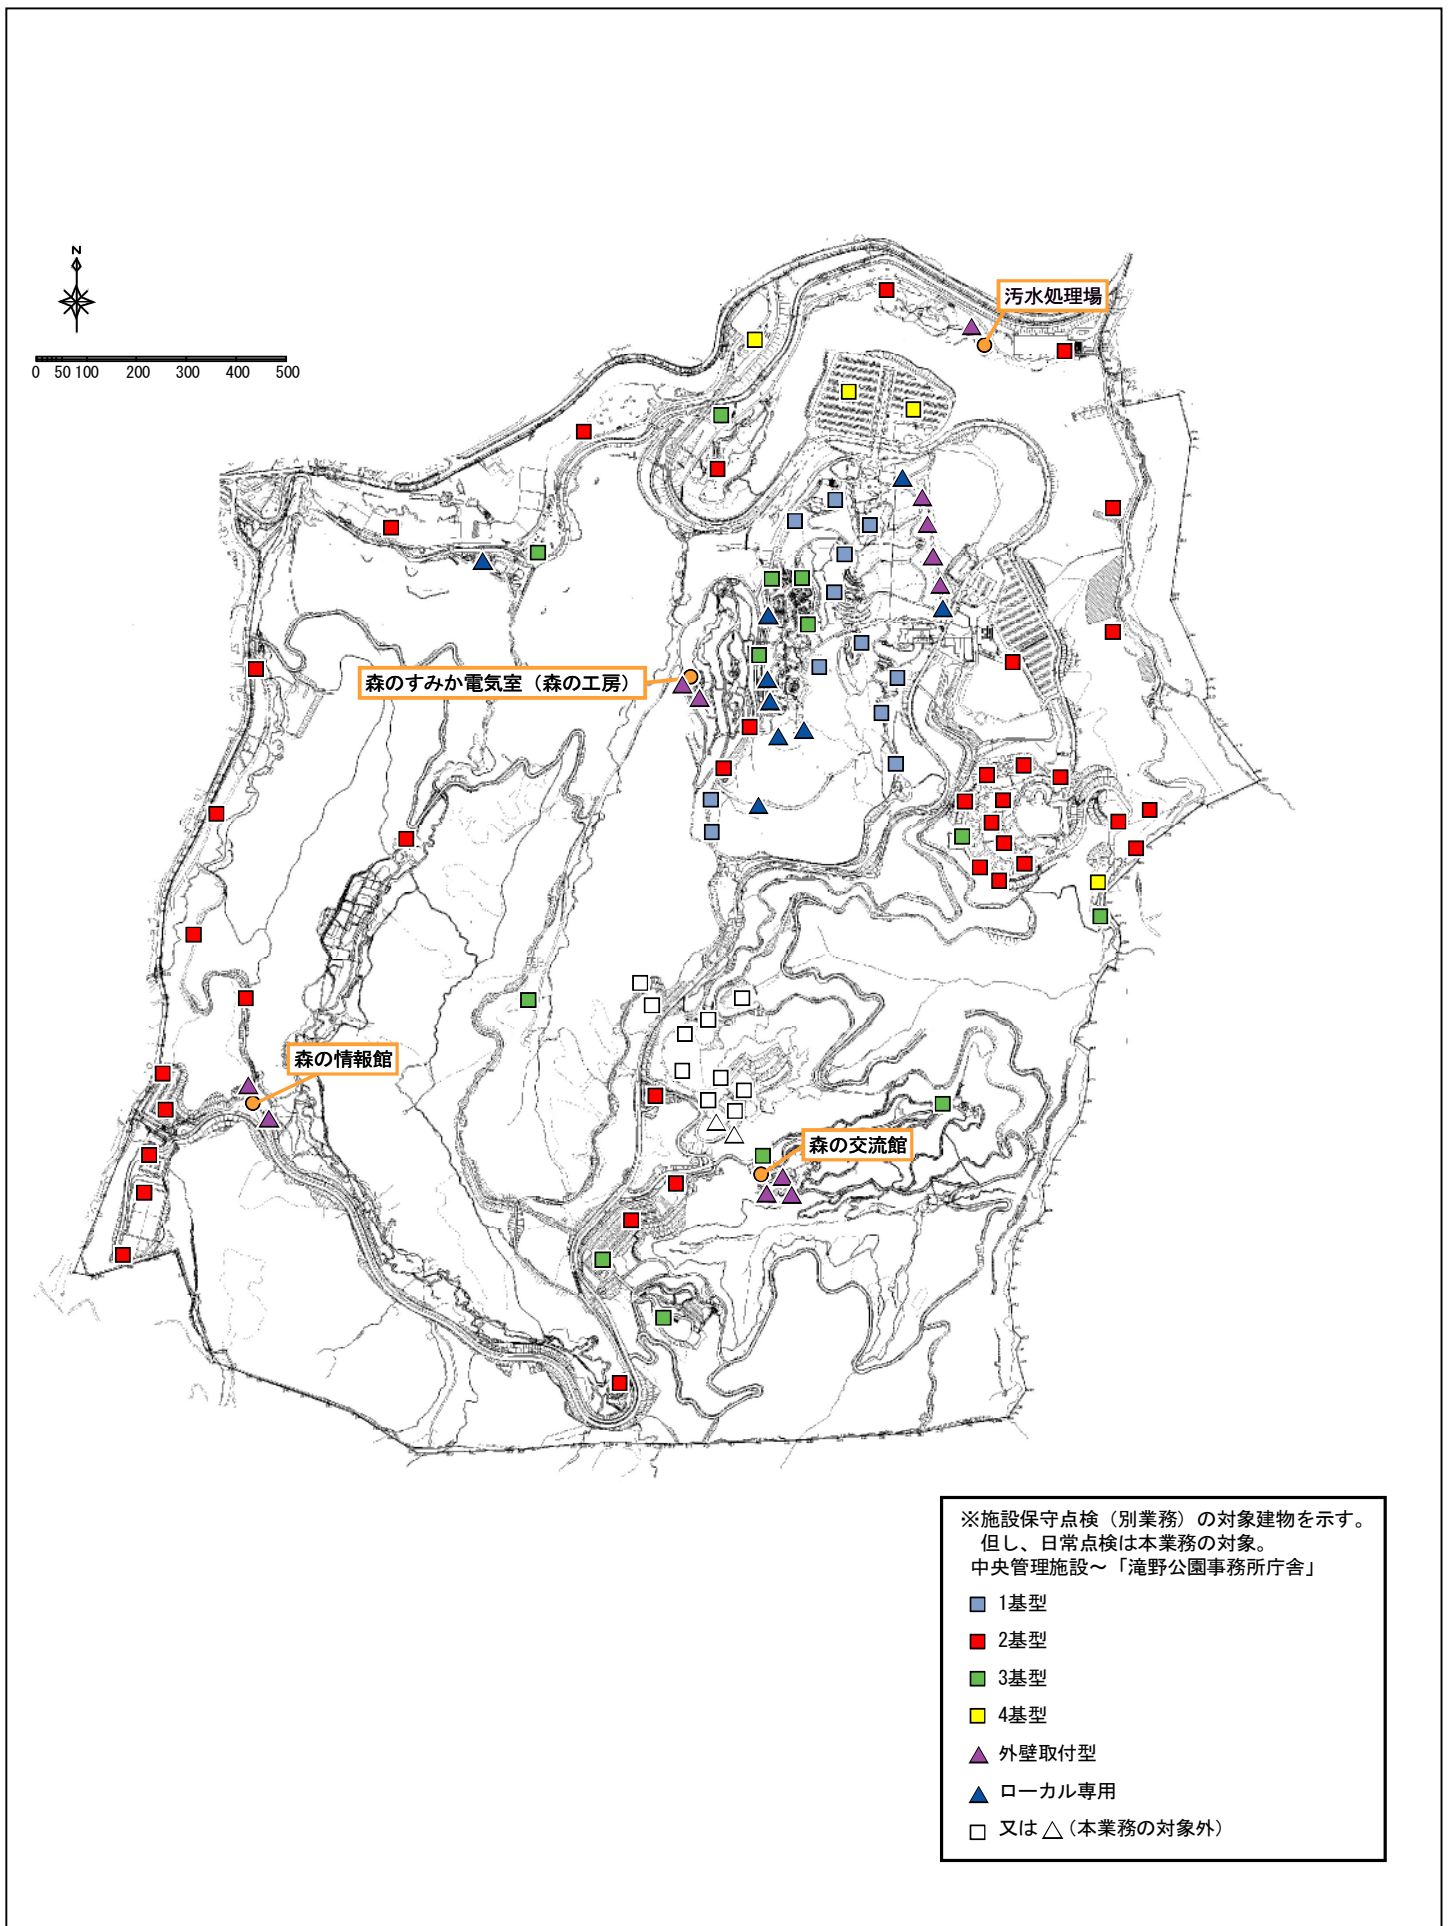 N
0 50 100 200 300 400 500
汚水処理場
森のすみか電気室（森の工房）
森の情報館
森の交流館
※施設保守点検（別業務）の対象建物を示す。
但し、日常点検は本業務の対象。
中央管理施設～「滝野公園事務所庁舎」
1基型
2基型
3基型
4基型
外壁取付型
ローカル専用
□ 又は △（本業務の対象外）